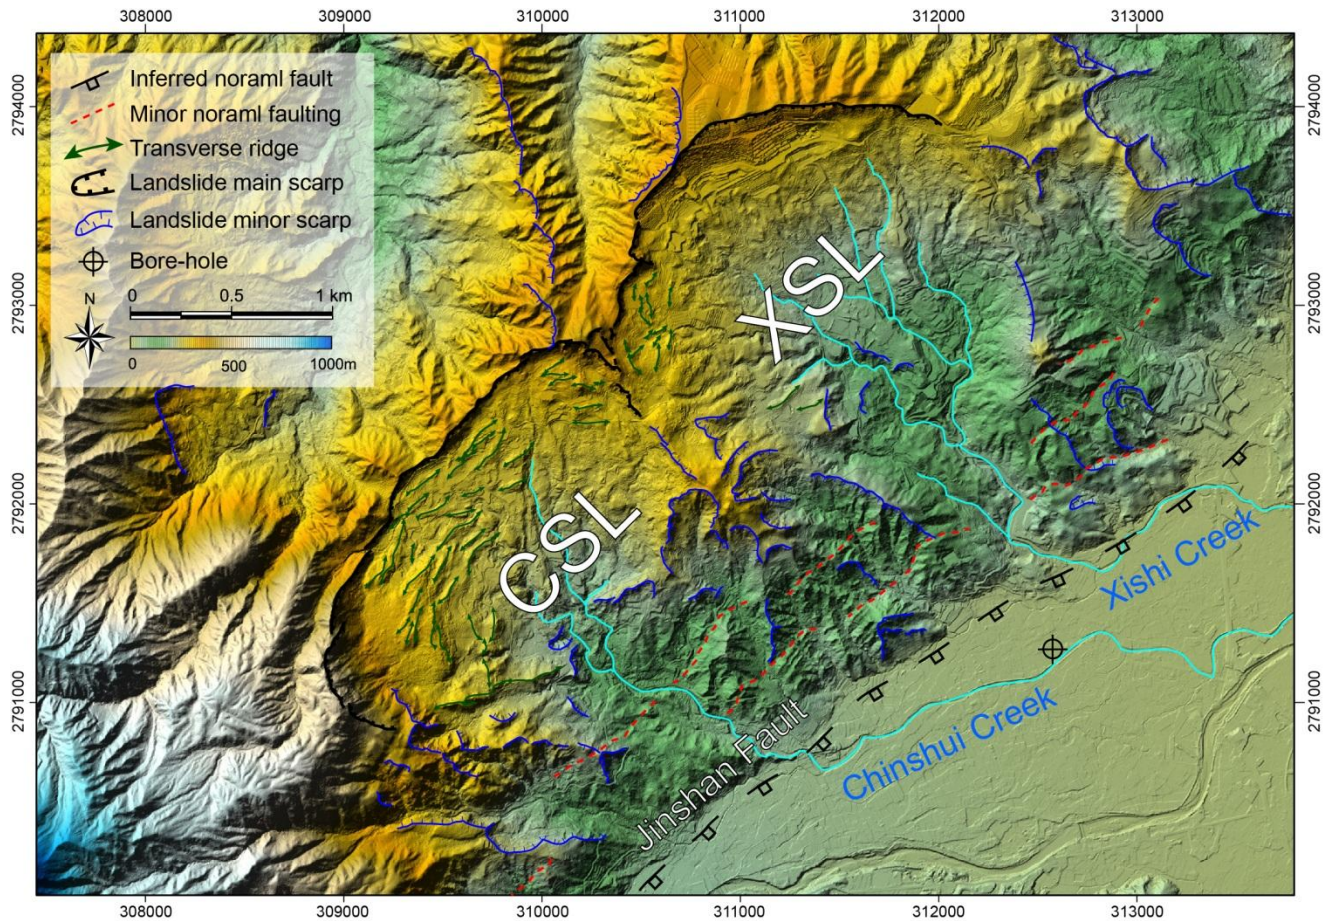 308000 309000 310000 311000 312000 313000
2794000 2794000
Inferred noraml fault
Minor noraml faulting
Transverse ridge
Landslide main scarp
Landslide minor scarp
Bore-hole
N
0 0.5 1 km
0 500 1000m
2793000 2793000
XSL
2792000 2792000
CSL
Xishi Creek
2791000 2791000
Chinshui Creek
Jinshan Fault
308000 309000 310000 311000 312000 313000